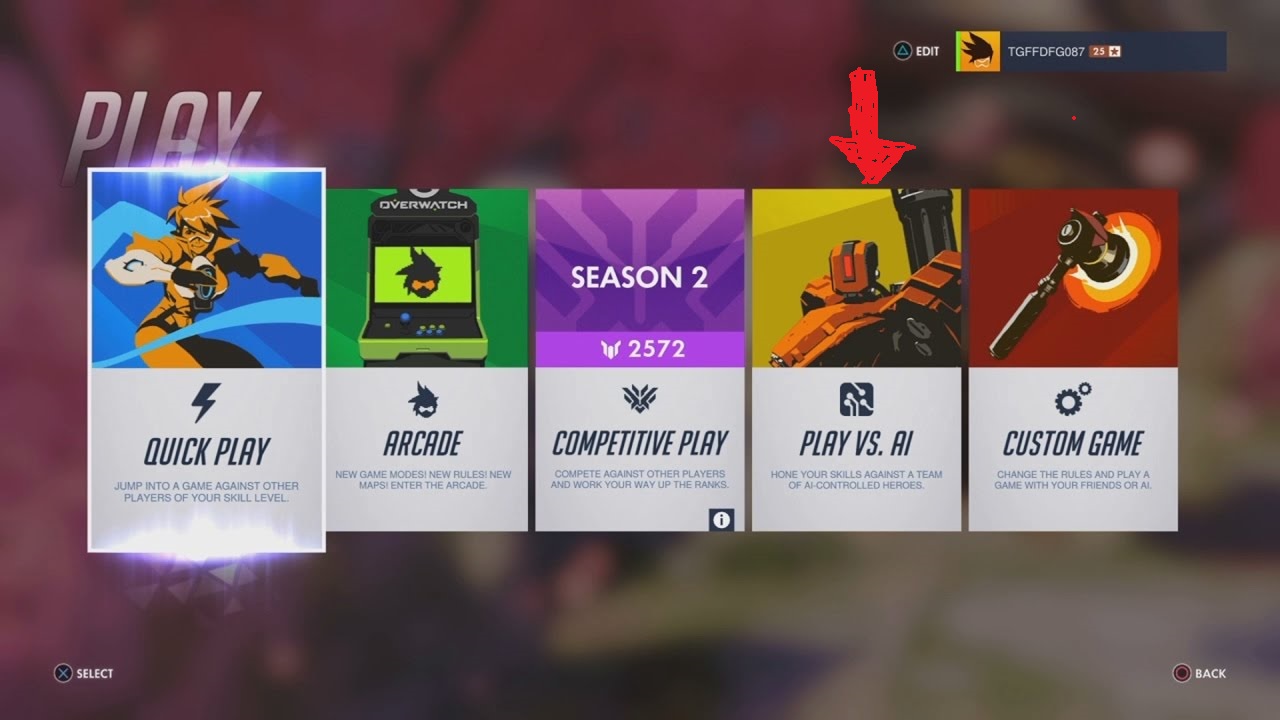 EDIT
TGFFDFG087 25
PLAY
OVERWATCH
SEASON 2
2572
QUICK PLAY
JUMP INTO A GAME AGAINST OTHER
PLAYERS OF YOUR SKILL LEVEL.
ARCADE
NEW GAME MODES! NEW RULES! NEW
MAPS! ENTER THE ARCADE.
COMPETITIVE PLAY
COMPETE AGAINST OTHER PLAYERS
AND WORK YOUR WAY UP THE RANKS.
PLAY VS. AI
HONE YOUR SKILLS AGAINST A TEAM
OF AI-CONTROLLED HEROES.
CUSTOM GAME
CHANGE THE RULES AND PLAY A
GAME WITH YOUR FRIENDS OR AI.
SELECT
BACK